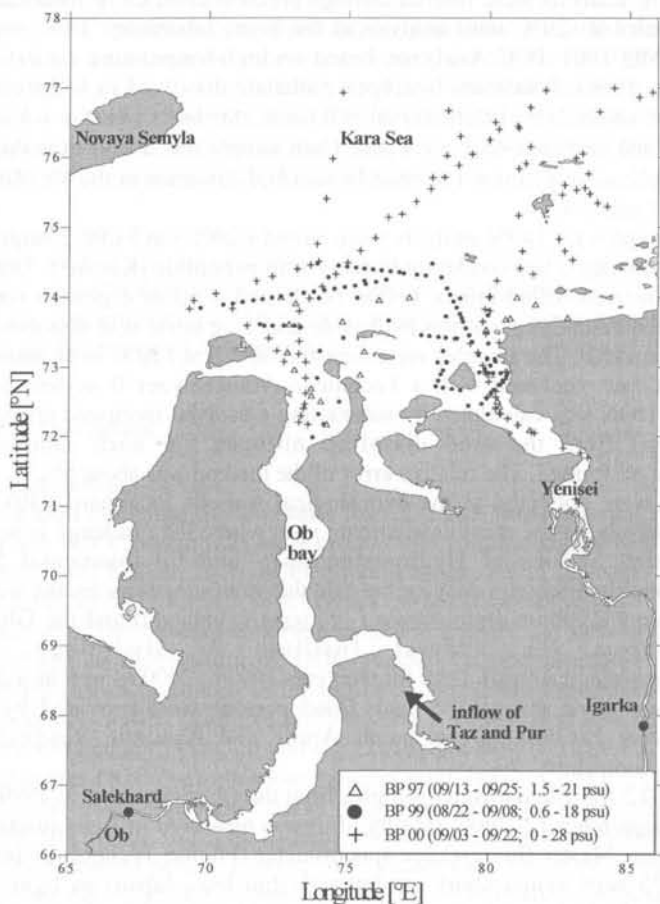 78
77
76
75
74
73
72
71
70
69
68
67
66
Latitude [°N]
Novaya Semyla
Kara Sea
Yenisei
Ob
bay
inflow of
Taz and Pur
Igarka
Salekhard
Ob
BP 97 (09/13 - 09/25; 1.5 - 21 psu)
BP 99 (08/22 - 09/08; 0.6 - 18 psu)
BP 00 (09/03 - 09/22; 0 - 28 psu)
65 70 75 80 85
Longitude [°E]